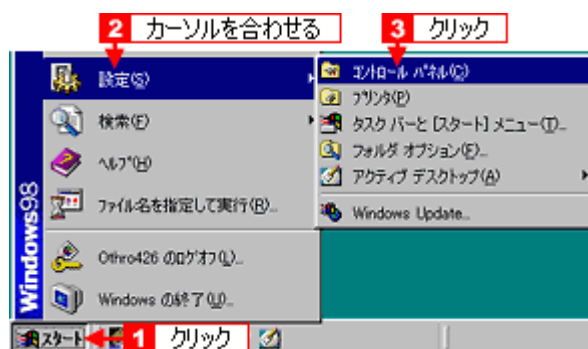 2 カーソルを合わせる
3 クリック
設定(S)
検索(F)
ヘルプ(H)
ファイル名を指定して実行(R)...
Othro426 のログオフ(L)...
Windows の終了(U)...
Windows98
コントロール パネル(C)
プリンタ(P)
タスク バーと [スタート] メニュー(T)...
フォルダ オプション(F)...
アクティブ デスクトップ(A)
Windows Update...
スタート
1 クリック